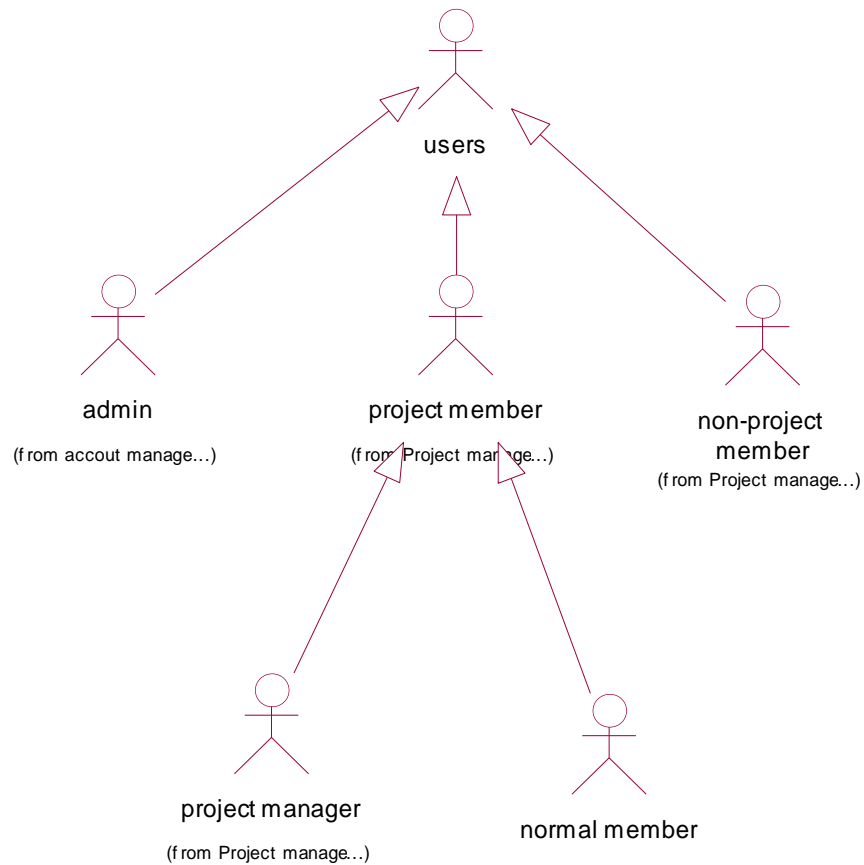 users
admin
(from accout manage...)
project member
(from Project manage...)
non-project
member
(from Project manage...)
project manager
(from Project manage...)
normal member